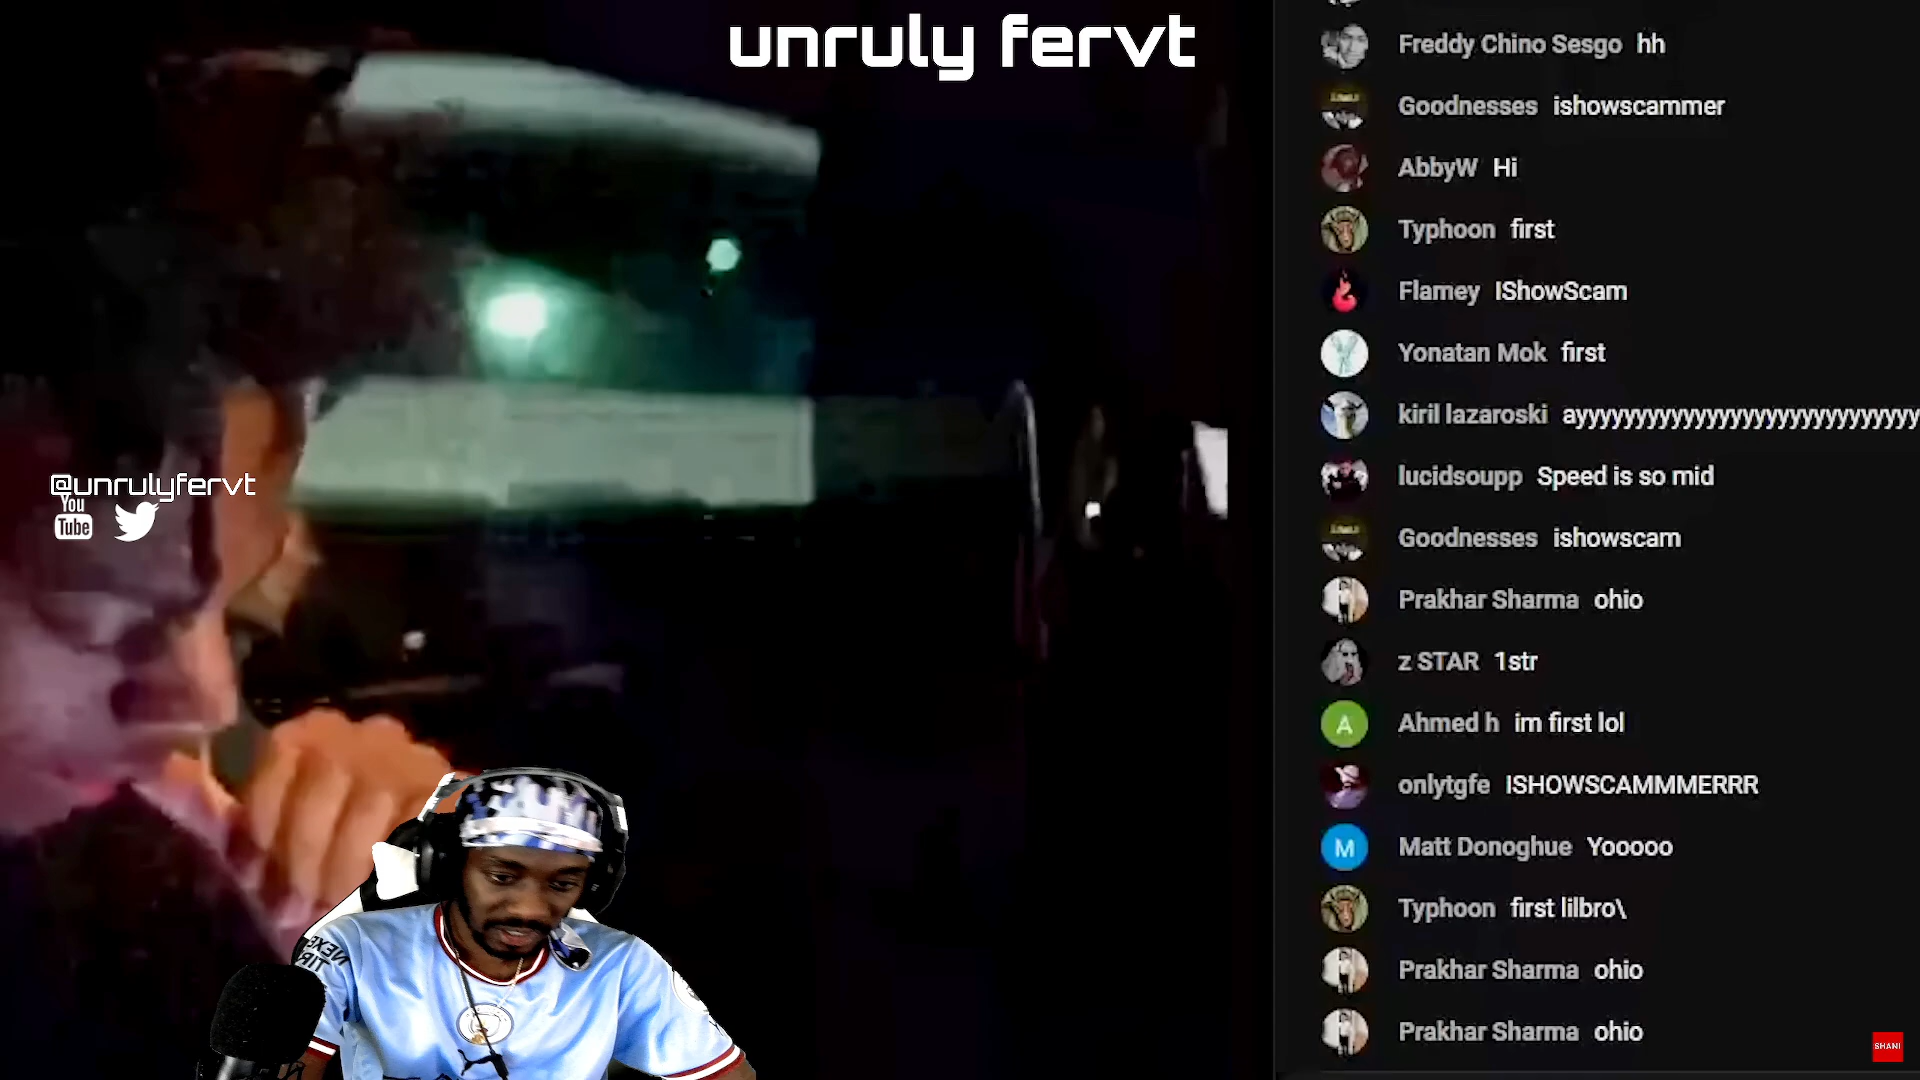 unruly fervt
@unrulyfervt
You
Tube
Freddy Chino Sesgo hh
Goodnesses ishowscammer
AbbyW Hi
Typhoon first
Flamey IShowScam
Yonatan Mok first
kiril lazaroski ayyyyyyyyyyyyyyyyyyyyyyyyyyyyy
lucidsoupp Speed is so mid
Goodnesses ishowscam
Prakhar Sharma ohio
z STAR 1str
A
Ahmed h im first lol
onlytgfe ISHOWSCAMMMERRR
M
Matt Donoghue Yooooo
Typhoon first lilbro\
Prakhar Sharma ohio
Prakhar Sharma ohio
SHANI